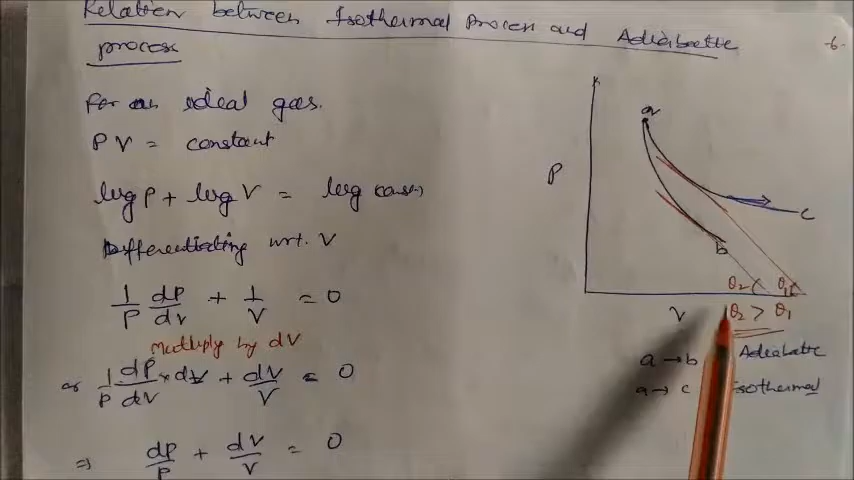 Relation between Isothermal Process and Adiabatic
process
-6-
For an ideal gas.
PV = constant
log P + log V = log (const)
Differentiating wrt. V
1/P dP/dv + 1/V = 0
Multiply by dV
or 1/P dP/dV × dV + dV/V = 0
⇒ dP/P + dV/V = 0
a
P
c
b
θ2 θ1
V
θ2 > θ1
a → b Adiabatic
a → c Isothermal